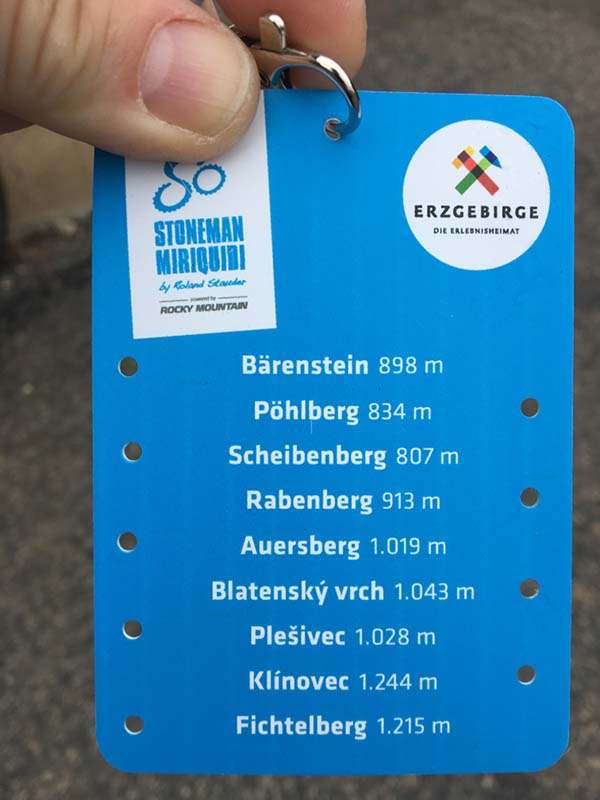 ERZGEBIRGE
DIE ERLEBNISHEIMAT
STONEMAN
MIRIQUIDI
by Roland Stauder
powered by
ROCKY MOUNTAIN
Bärenstein 898 m
Pöhlberg 834 m
Scheibenberg 807 m
Rabenberg 913 m
Auersberg 1.019 m
Blatenský vrch 1.043 m
Plešivec 1.028 m
Klínovec 1.244 m
Fichtelberg 1.215 m